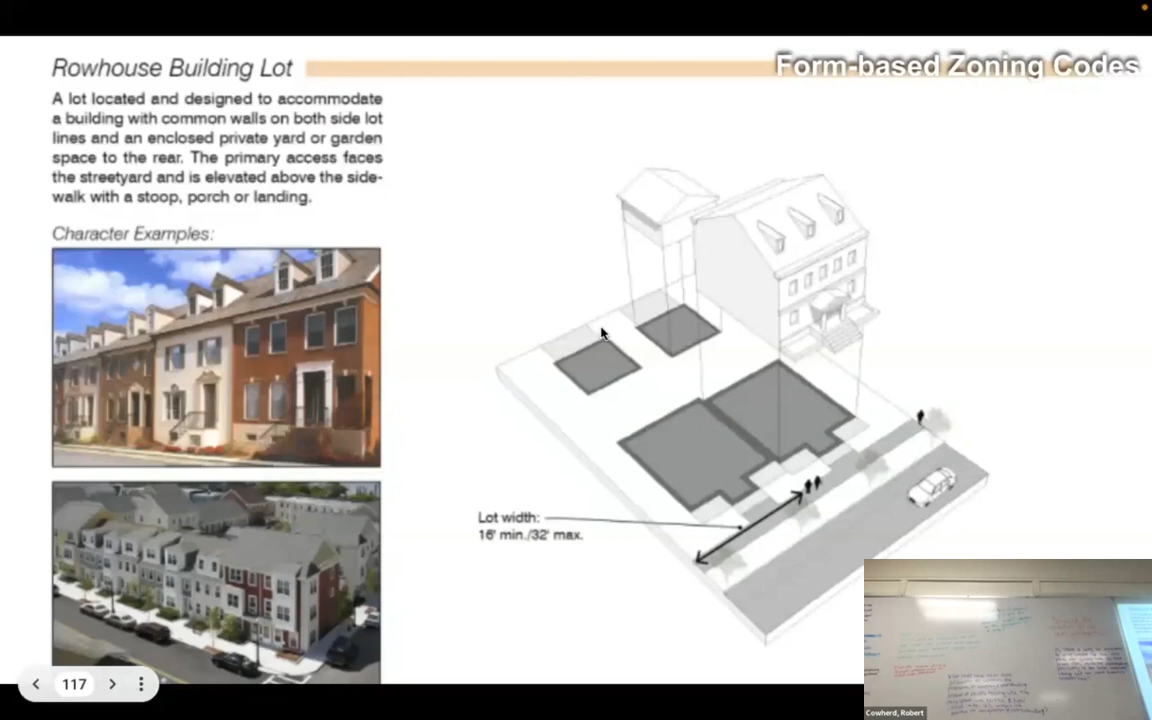 Rowhouse Building Lot
Form-based Zoning Codes
A lot located and designed to accommodate
a building with common walls on both side lot
lines and an enclosed private yard or garden
space to the rear. The primary access faces
the streetyard and is elevated above the side-
walk with a stoop, porch or landing.
Character Examples:
Lot width:
16' min./32' max.
117
Cowherd, Robert